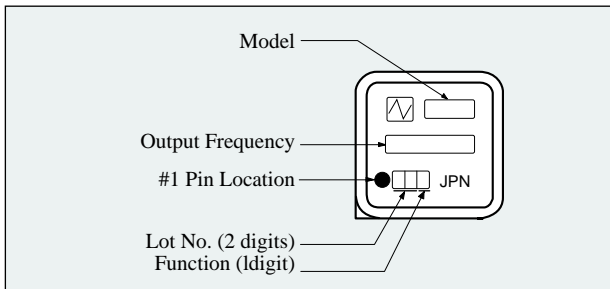 Model
Output Frequency
#1 Pin Location
JPN
Lot No. (2 digits)
Function (ldigit)